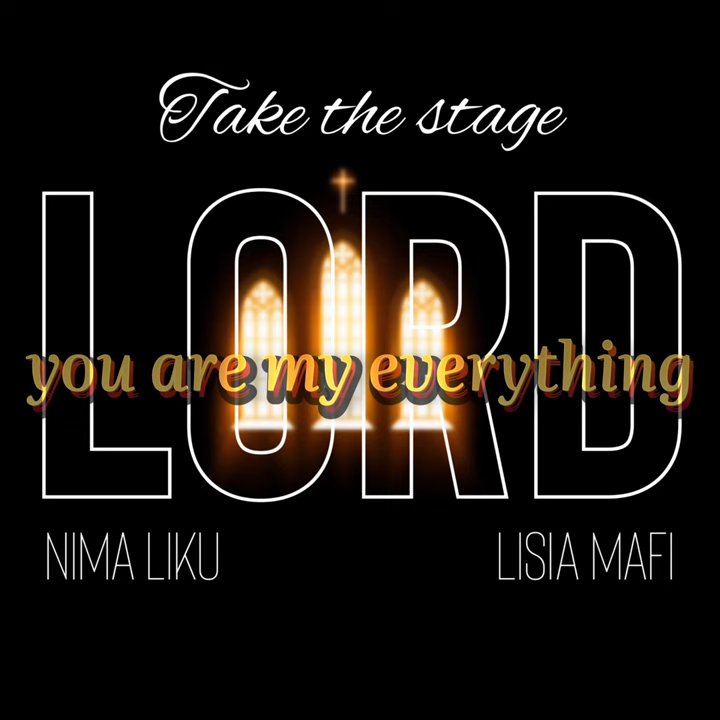 Take the stage
LORD
you are my everything
NIMA LIKU
LISIA MAFI